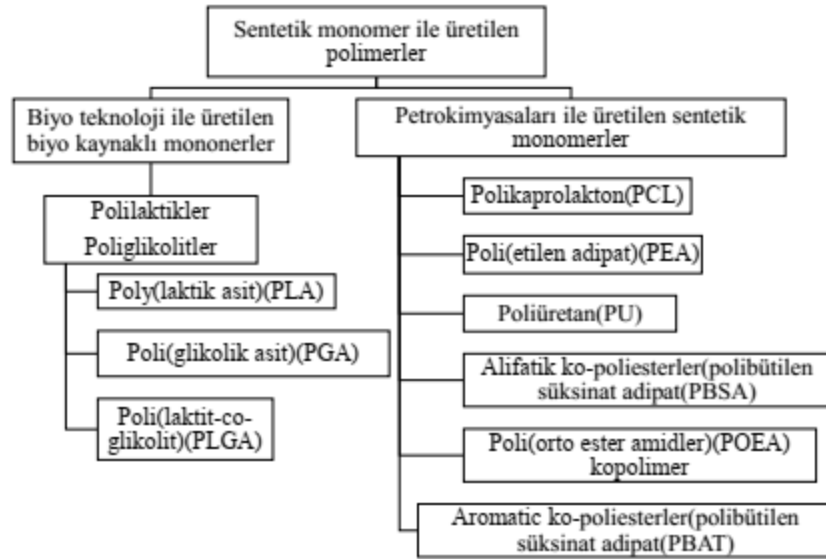 Sentetik monomer ile üretilen
polimerler
Biyo teknoloji ile üretilen
biyo kaynaklı mononerler
Petrokimyasaları ile üretilen sentetik
monomerler
Polilaktikler
Poliglikolitler
Poly(laktik asit)(PLA)
Poli(glikolik asit)(PGA)
Poli(laktit-co-
glikolit)(PLGA)
Polikaprolakton(PCL)
Poli(etilen adipat)(PEA)
Poliüretan(PU)
Alifatik ko-poliesterler(polibütilen
süksinat adipat(PBSA)
Poli(orto ester amidler)(POEA)
kopolimer
Aromatic ko-poliesterler(polibütilen
süksinat adipat(PBAT)